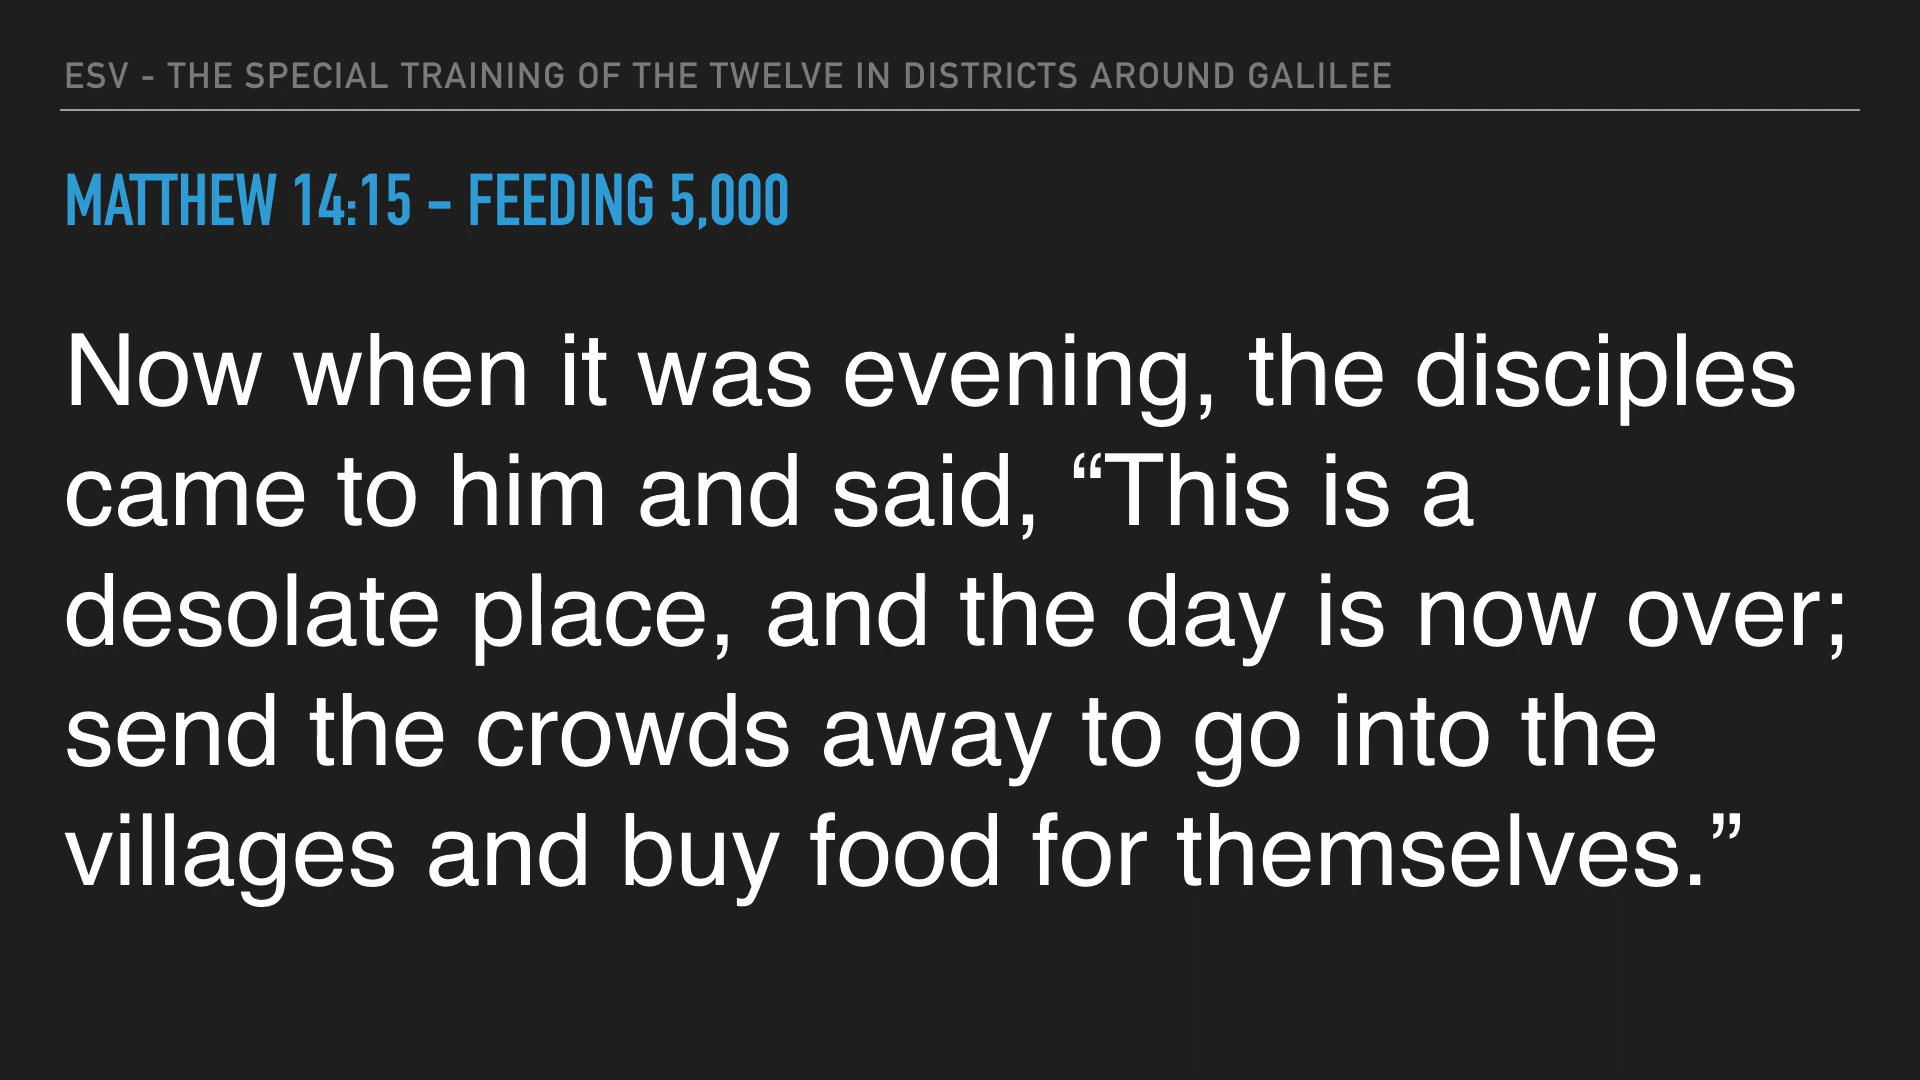 ESV - THE SPECIAL TRAINING OF THE TWELVE IN DISTRICTS AROUND GALILEE
MATTHEW 14:15 - FEEDING 5,000
Now when it was evening, the disciples
came to him and said, “This is a
desolate place, and the day is now over;
send the crowds away to go into the
villages and buy food for themselves.”